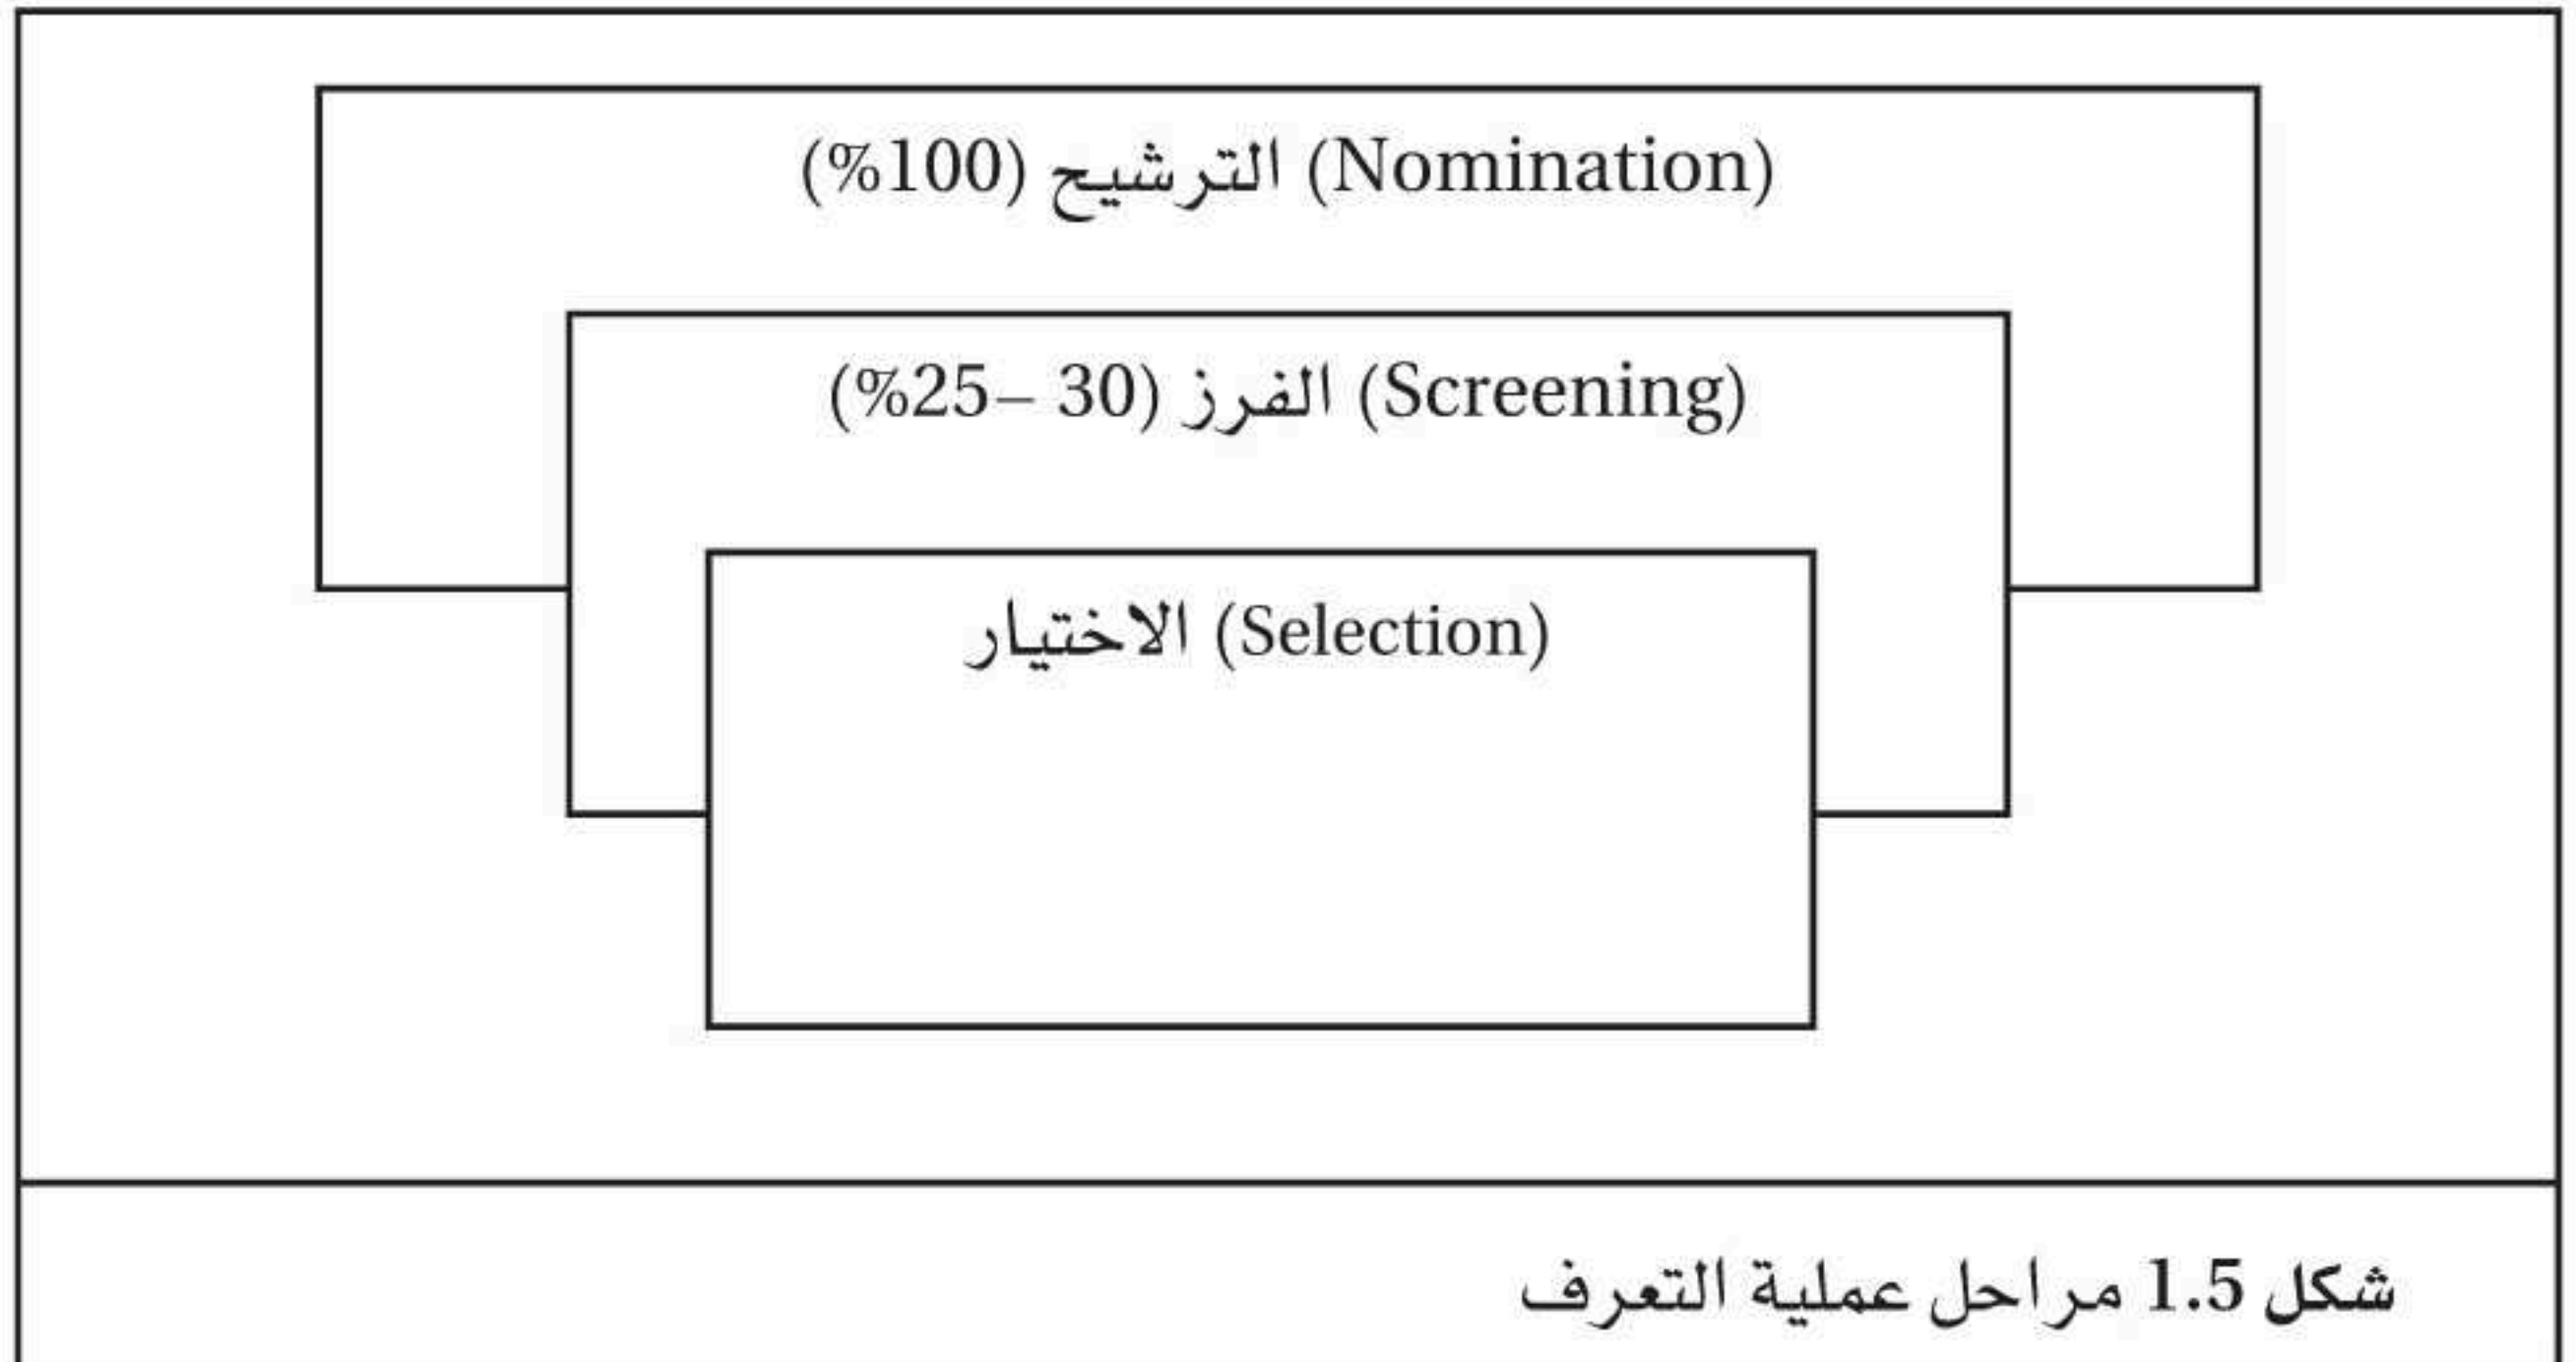 (Nomination) الترشيح (100%)
(Screening) الفرز (30 –25%)
(Selection) الاختيار
شكل 1.5 مراحل عملية التعرف